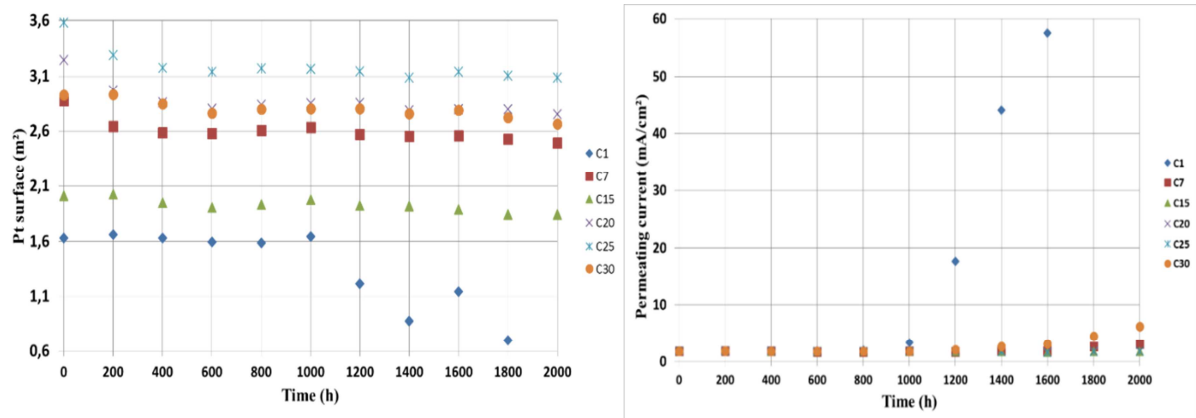 3,6
3,1
2,6
2,1
1,6
1,1
0,6
Pt surface (m²)
0 200 400 600 800 1000 1200 1400 1600 1800 2000
Time (h)
C1
C7
C15
C20
C25
C30
60
50
40
30
20
10
0
Permeating current (mA/cm²)
0 200 400 600 800 1000 1200 1400 1600 1800 2000
Time (h)
C1
C7
C15
C20
C25
C30